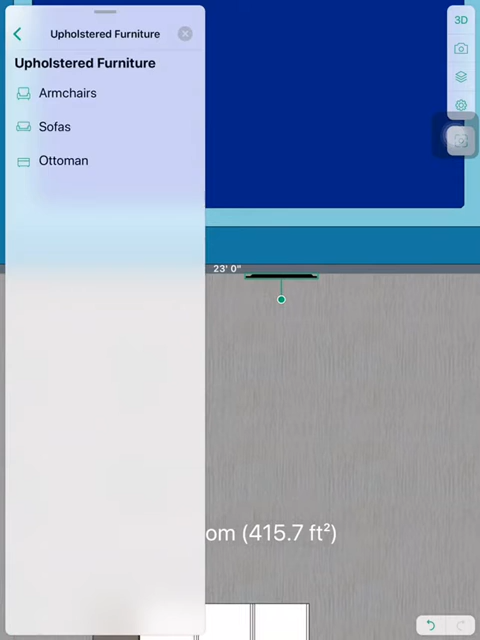 Upholstered Furniture
3D
Upholstered Furniture
Armchairs
Sofas
Ottoman
23' 0"
om (415.7 ft²)